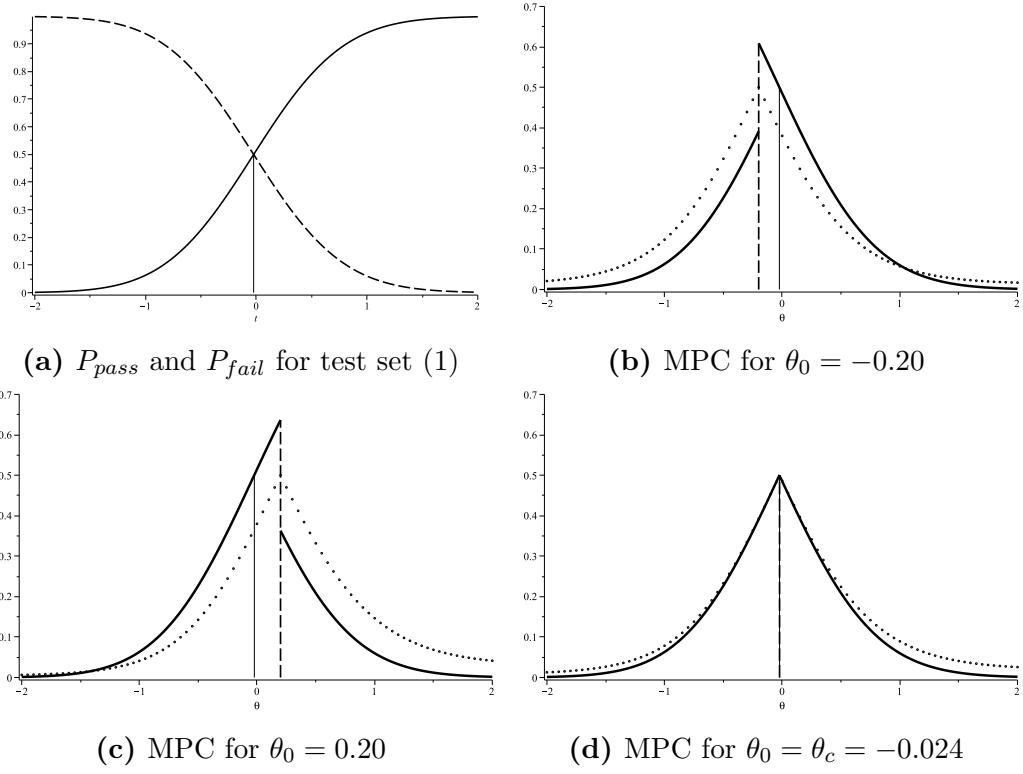 0.9
0.8
0.7
0.6
0.5
0.4
0.3
0.2
0.1
0
-2 -1 0 1 2
t
(a) P_pass and P_fail for test set (1)
0.7
0.6
0.5
0.4
0.3
0.2
0.1
0
-2 -1 0 1 2
θ
(b) MPC for θ_0 = −0.20
0.7
0.6
0.5
0.4
0.3
0.2
0.1
0
-2 -1 0 1 2
θ
(c) MPC for θ_0 = 0.20
0.7
0.6
0.5
0.4
0.3
0.2
0.1
0
-2 -1 0 1 2
θ
(d) MPC for θ_0 = θ_c = −0.024